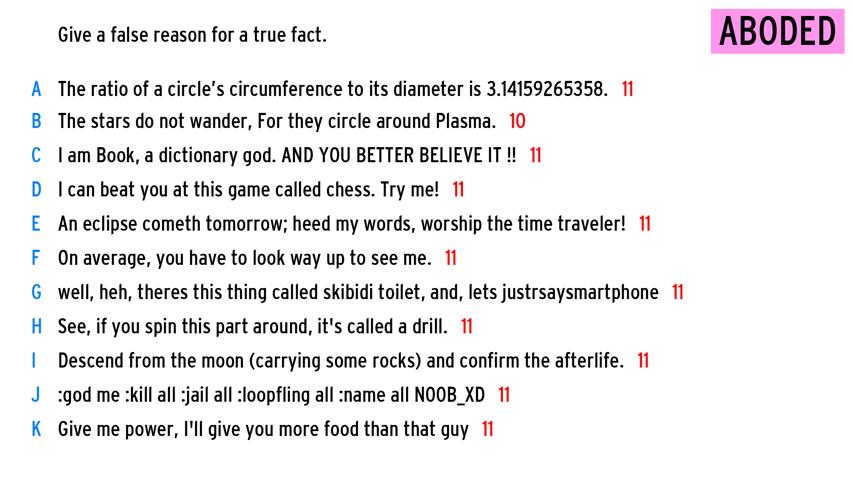 Give a false reason for a true fact.
ABODED
A The ratio of a circle's circumference to its diameter is 3.14159265358. 11
B The stars do not wander, For they circle around Plasma. 10
C I am Book, a dictionary god. AND YOU BETTER BELIEVE IT !! 11
D I can beat you at this game called chess. Try me! 11
E An eclipse cometh tomorrow; heed my words, worship the time traveler! 11
F On average, you have to look way up to see me. 11
G well, heh, theres this thing called skibidi toilet, and, lets justrsaysmartphone 11
H See, if you spin this part around, it's called a drill. 11
I Descend from the moon (carrying some rocks) and confirm the afterlife. 11
J :god me :kill all :jail all :loopfling all :name all N00B_XD 11
K Give me power, I'll give you more food than that guy 11